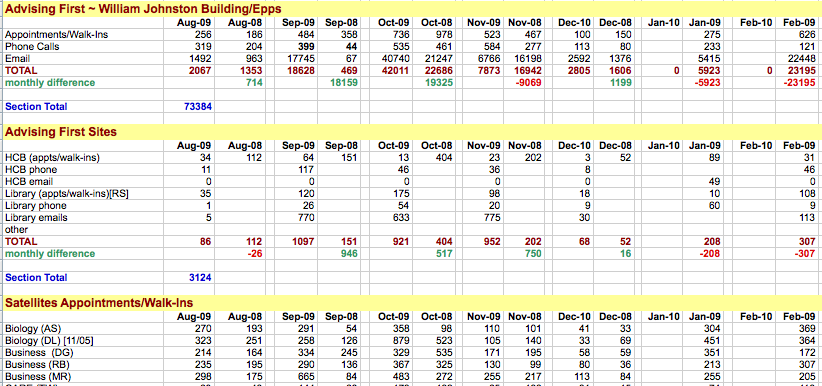 Advising First ~ William Johnston Building/Epps
Aug-09 Aug-08 Sep-09 Sep-08 Oct-09 Oct-08 Nov-09 Nov-08 Dec-10 Dec-08 Jan-10 Jan-09 Feb-10 Feb-09
Appointments/Walk-Ins 256 186 484 358 736 978 523 467 100 150 275 626
Phone Calls 319 204 399 44 535 461 584 277 113 80 233 121
Email 1492 963 17745 67 40740 21247 6766 16198 2592 1376 5415 22448
TOTAL 2067 1353 18628 469 42011 22686 7873 16942 2805 1606 0 5923 0 23195
monthly difference 714 18159 19325 -9069 1199 -5923 -23195
Section Total 73384
Advising First Sites
Aug-09 Aug-08 Sep-09 Sep-08 Oct-09 Oct-08 Nov-09 Nov-08 Dec-10 Dec-08 Jan-10 Jan-09 Feb-10 Feb-09
HCB (appts/walk-ins) 34 112 64 151 13 404 23 202 3 52 89 31
HCB phone 11 117 46 36 8 46
HCB email 0 0 0 0 0 49 0
Library (appts/walk-ins)[RS] 35 120 175 98 18 10 108
Library phone 1 26 54 20 9 60 9
Library emails 5 770 633 775 30 113
other
TOTAL 86 112 1097 151 921 404 952 202 68 52 208 307
monthly difference -26 946 517 750 16 -208 -307
Section Total 3124
Satellites Appointments/Walk-Ins
Aug-09 Aug-08 Sep-09 Sep-08 Oct-09 Oct-08 Nov-09 Nov-08 Dec-10 Dec-08 Jan-10 Jan-09 Feb-10 Feb-09
Biology (AS) 270 193 291 54 358 98 110 101 41 33 304 369
Biology (DL) [11/05] 323 251 258 126 879 523 105 140 33 69 451 364
Business (DG) 214 164 334 245 329 535 171 195 58 59 351 172
Business (RB) 235 195 290 136 367 325 130 99 80 36 213 307
Business (MR) 298 175 665 84 483 272 255 217 113 84 255 205